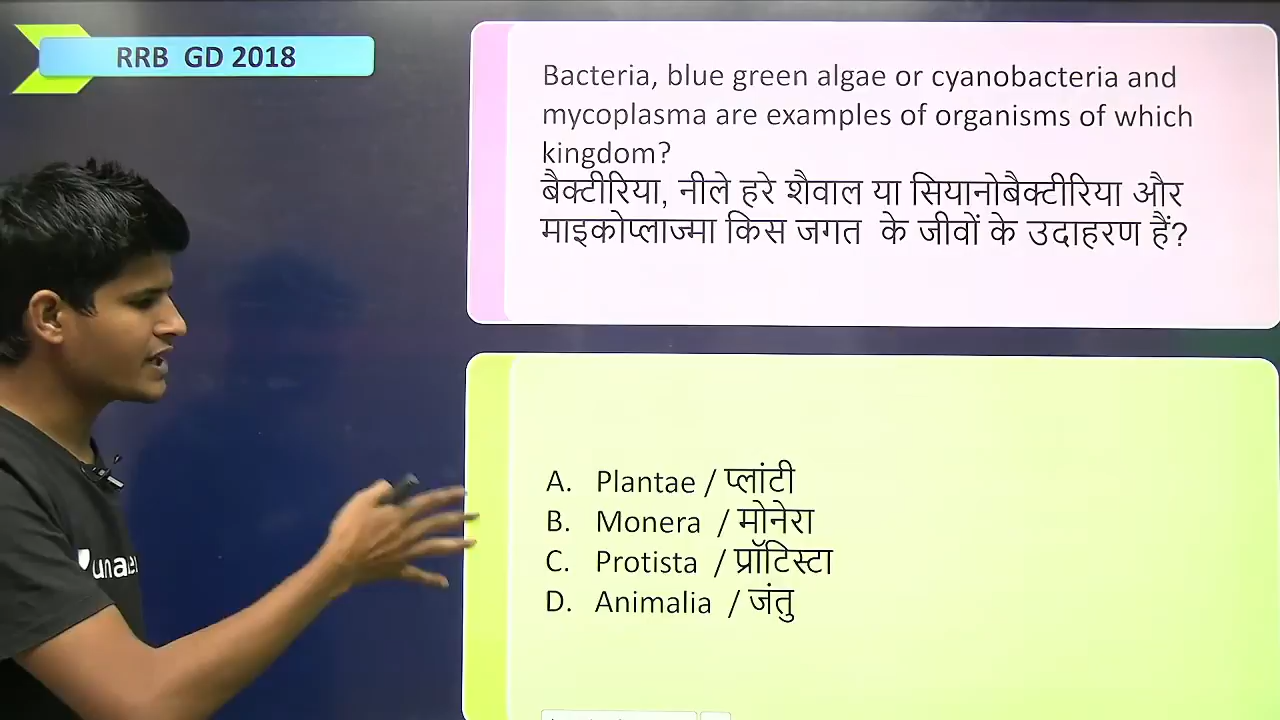 RRB GD 2018
Bacteria, blue green algae or cyanobacteria and
mycoplasma are examples of organisms of which
kingdom?
बैक्टीरिया, नीले हरे शैवाल या सियानोबैक्टीरिया और
माइकोप्लाज्मा किस जगत के जीवों के उदाहरण हैं?
A. Plantae / प्लांटी
B. Monera / मोनेरा
C. Protista / प्रॉटिस्टा
D. Animalia / जंतु